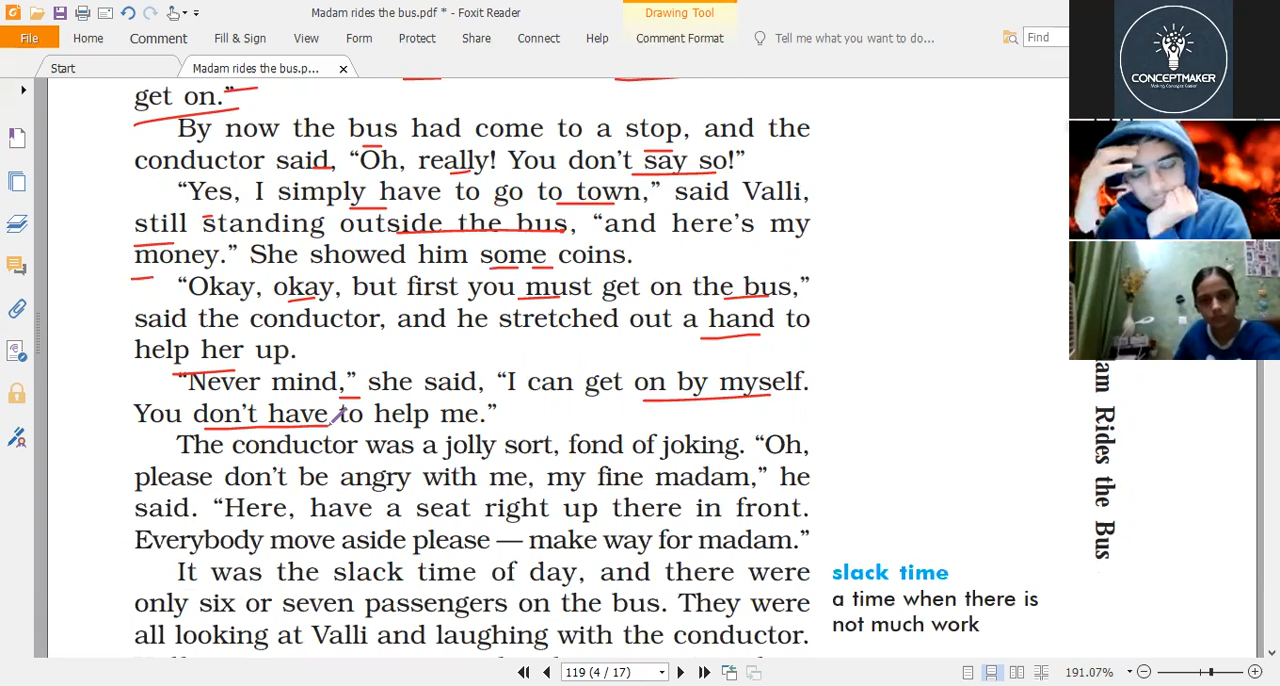 Madam rides the bus.pdf * - Foxit Reader
Drawing Tool
File Home Comment Fill & Sign View Form Protect Share Connect Help Comment Format Tell me what you want to do... Find
Start
Madam rides the bus.p...
get on.”
By now the bus had come to a stop, and the
conductor said, “Oh, really! You don’t say so!”
“Yes, I simply have to go to town,” said Valli,
still standing outside the bus, “and here’s my
money.” She showed him some coins.
“Okay, okay, but first you must get on the bus,”
said the conductor, and he stretched out a hand to
help her up.
“Never mind,” she said, “I can get on by myself.
You don’t have to help me.”
The conductor was a jolly sort, fond of joking. “Oh,
please don’t be angry with me, my fine madam,” he
said. “Here, have a seat right up there in front.
Everybody move aside please — make way for madam.”
It was the slack time of day, and there were
only six or seven passengers on the bus. They were
all looking at Valli and laughing with the conductor.
slack time
a time when there is
not much work
am Rides the Bus
CONCEPTMAKER
119 (4 / 17)
191.07%